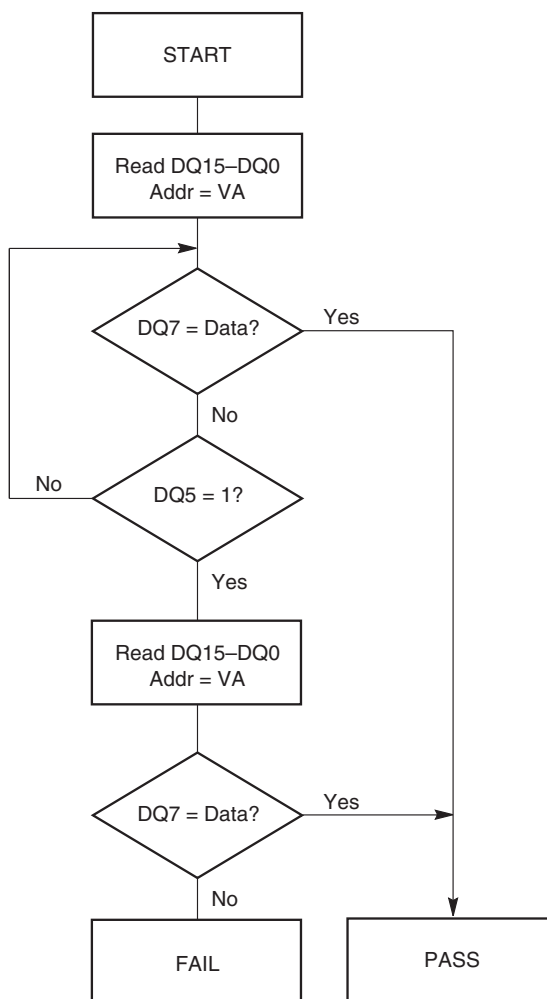 START
Read DQ15–DQ0
Addr = VA
DQ7 = Data?
Yes
No
No
DQ5 = 1?
Yes
Read DQ15–DQ0
Addr = VA
DQ7 = Data?
Yes
No
FAIL
PASS